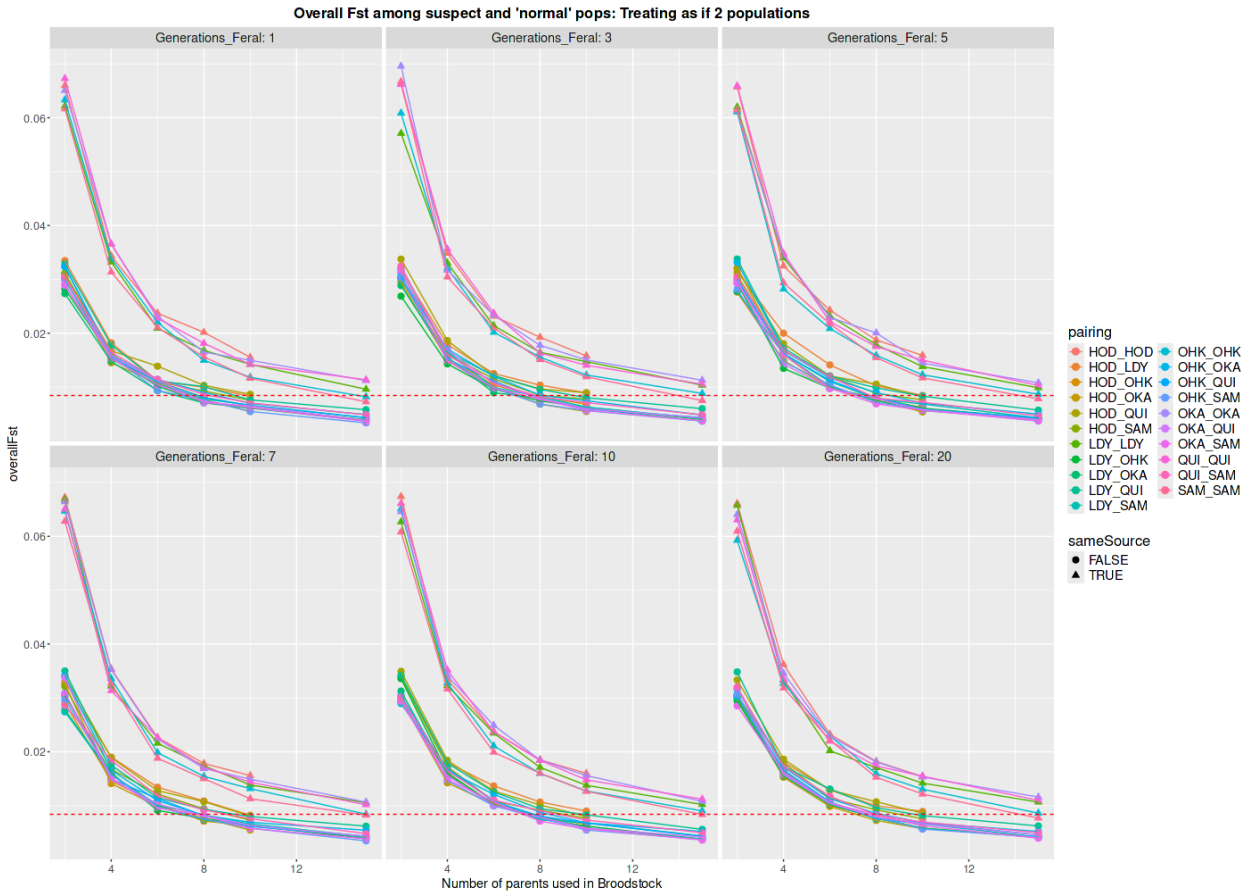 Overall Fst among suspect and 'normal' pops: Treating as if 2 populations
Generations_Feral: 1
Generations_Feral: 3
Generations_Feral: 5
0.06
0.04
0.02
Generations_Feral: 7
Generations_Feral: 10
Generations_Feral: 20
0.06
0.04
0.02
4
8
12
4
8
12
4
8
12
overallFst
Number of parents used in Broodstock
pairing
HOD_HOD
HOD_LDY
HOD_OHK
HOD_OKA
HOD_QUI
HOD_SAM
LDY_LDY
LDY_OHK
LDY_OKA
LDY_QUI
LDY_SAM
OHK_OHK
OHK_OKA
OHK_QUI
OHK_SAM
OKA_OKA
OKA_QUI
OKA_SAM
QUI_QUI
QUI_SAM
SAM_SAM
sameSource
FALSE
TRUE